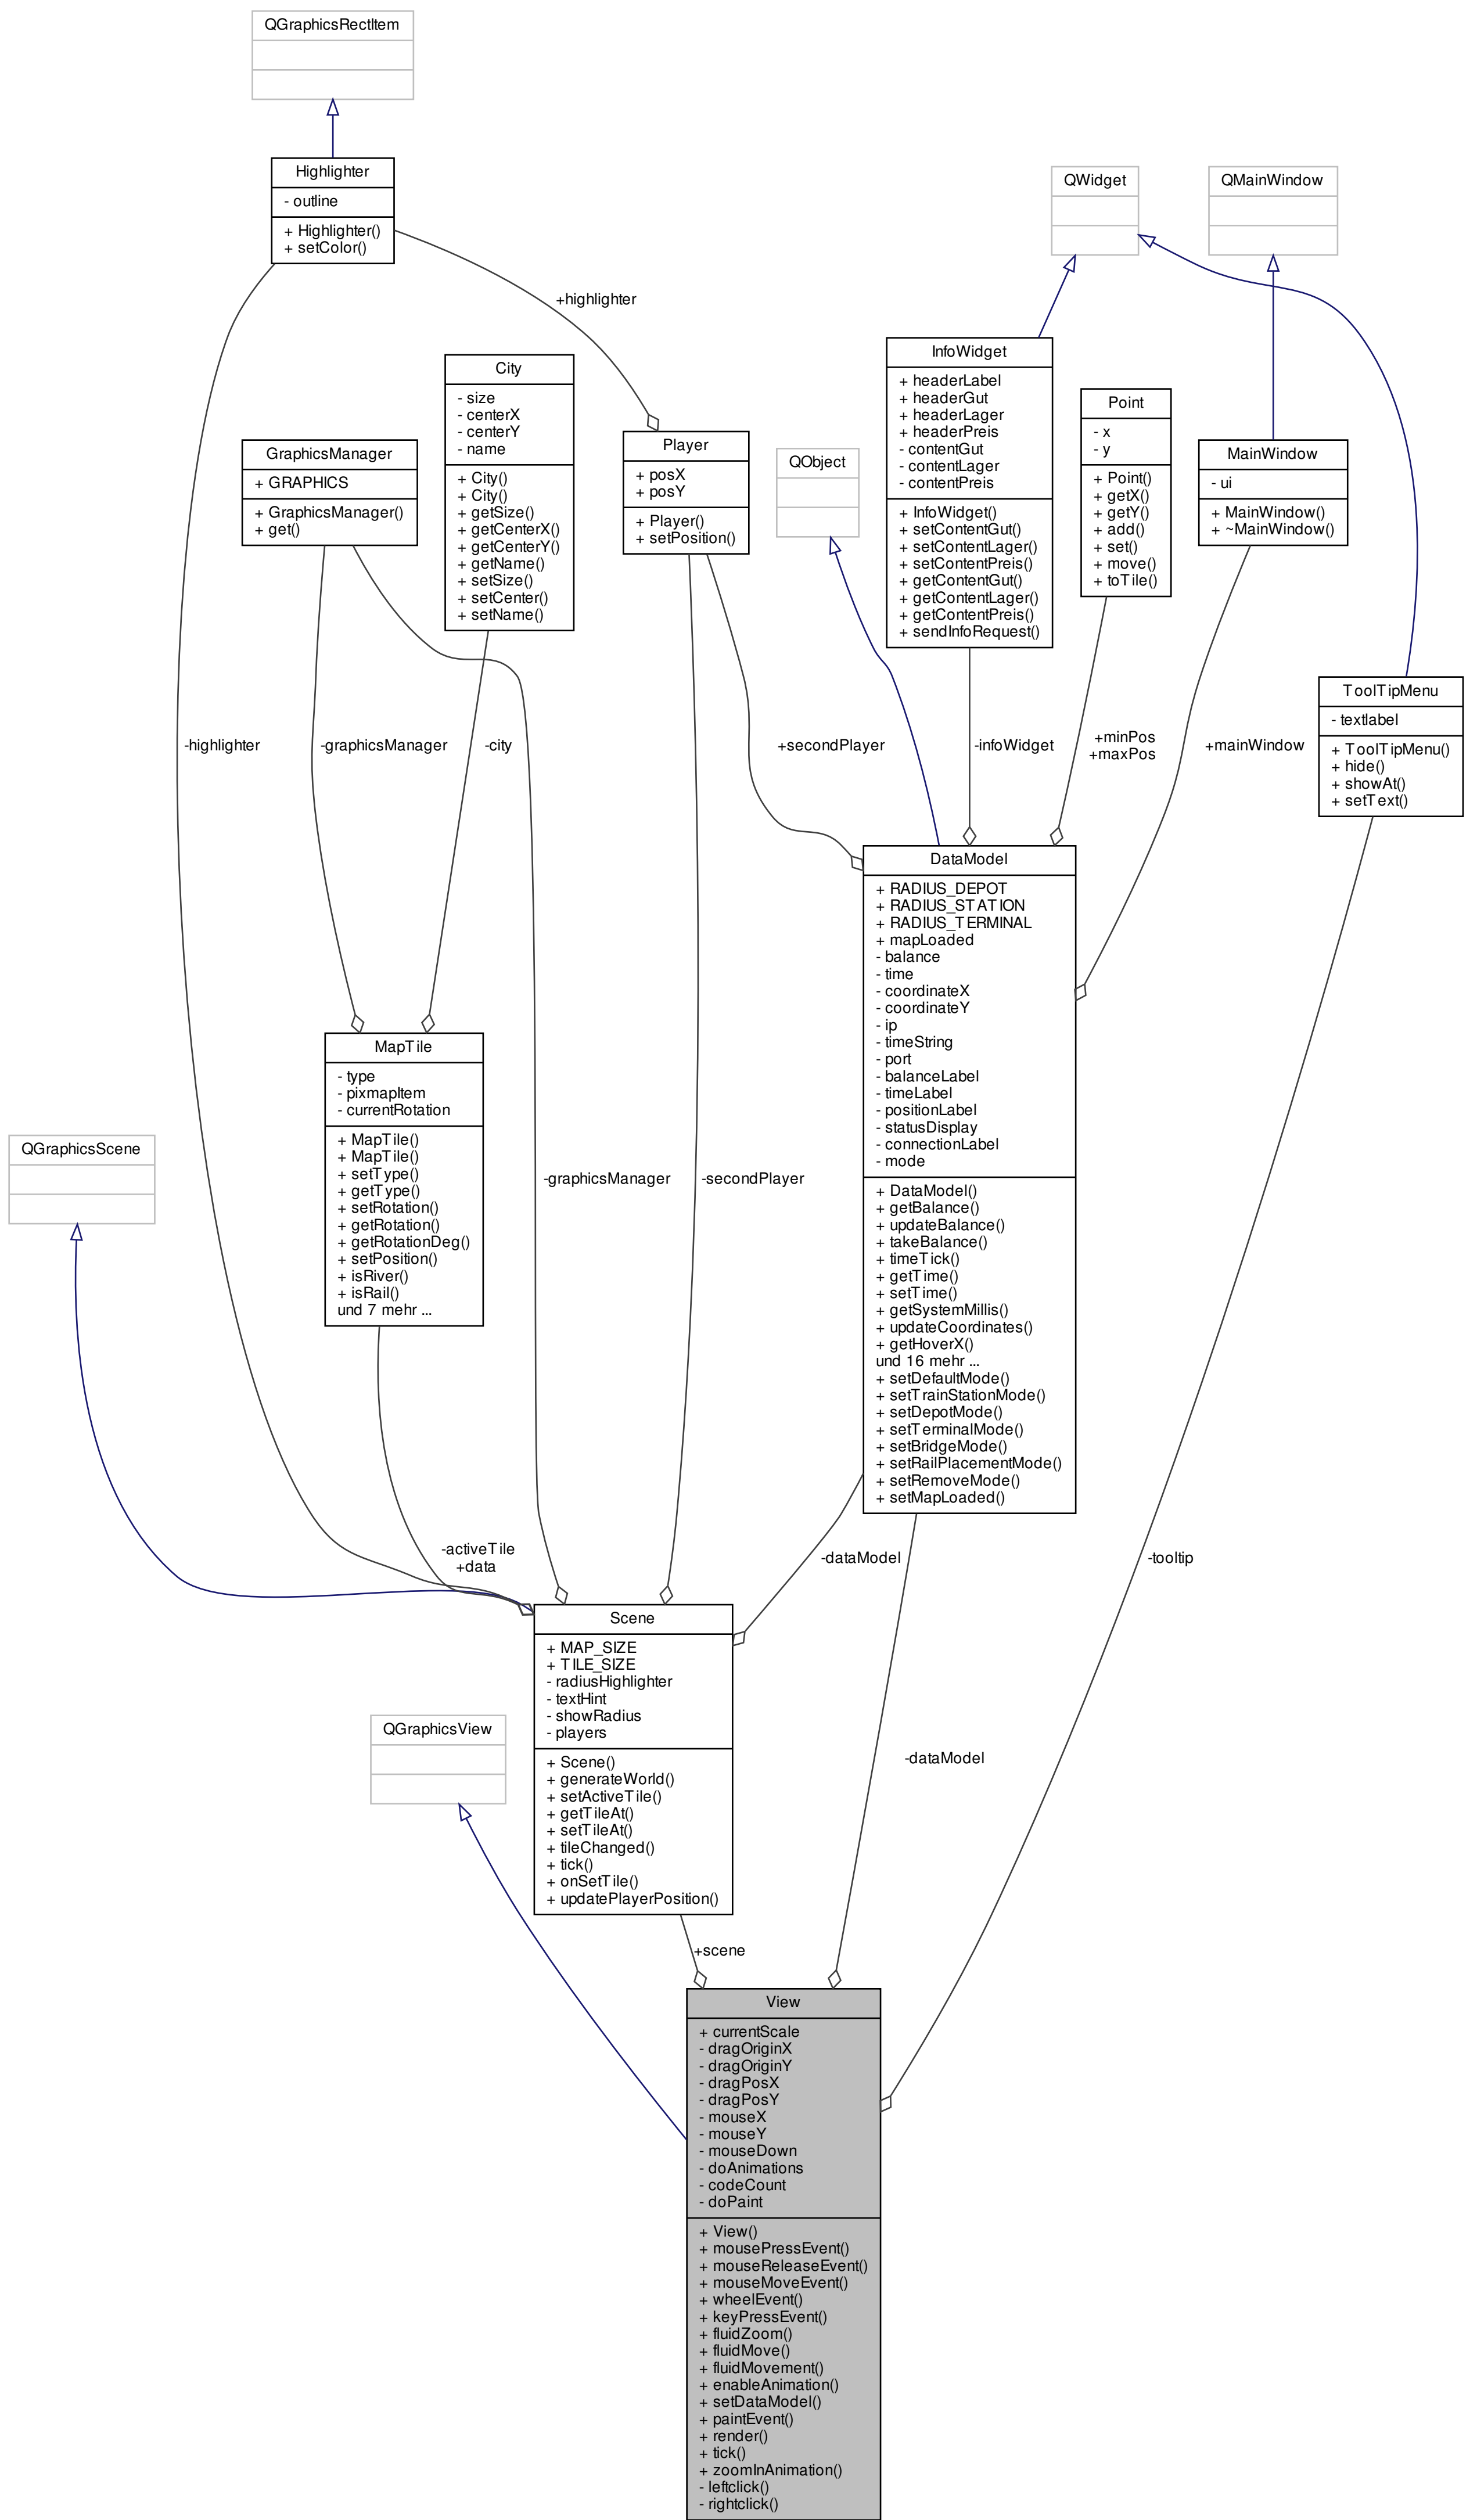 QGraphicsRectItem
Highlighter
- outline
+ Highlighter()
+ setColor()
QWidget
QMainWindow
+highlighter
City
- size
- centerX
- centerY
- name
+ City()
+ City()
+ getSize()
+ getCenterX()
+ getCenterY()
+ getName()
+ setSize()
+ setCenter()
+ setName()
GraphicsManager
+ GRAPHICS
+ GraphicsManager()
+ get()
Player
+ posX
+ posY
+ Player()
+ setPosition()
QObject
InfoWidget
+ headerLabel
+ headerGut
+ headerLager
+ headerPreis
- contentGut
- contentLager
- contentPreis
+ InfoWidget()
+ setContentGut()
+ setContentLager()
+ setContentPreis()
+ getContentGut()
+ getContentLager()
+ getContentPreis()
+ sendInfoRequest()
Point
- x
- y
+ Point()
+ getX()
+ getY()
+ add()
+ set()
+ move()
+ toTile()
MainWindow
- ui
+ MainWindow()
+ ~MainWindow()
ToolTipMenu
- textlabel
+ ToolTipMenu()
+ hide()
+ showAt()
+ setText()
-highlighter
-graphicsManager
-city
+secondPlayer
-infoWidget
+minPos
+maxPos
+mainWindow
DataModel
+ RADIUS_DEPOT
+ RADIUS_STATION
+ RADIUS_TERMINAL
+ mapLoaded
- balance
- time
- coordinateX
- coordinateY
- ip
- timeString
- port
- balanceLabel
- timeLabel
- positionLabel
- statusDisplay
- connectionLabel
- mode
+ DataModel()
+ getBalance()
+ updateBalance()
+ takeBalance()
+ timeTick()
+ getTime()
+ setTime()
+ getSystemMillis()
+ updateCoordinates()
+ getHoverX()
und 16 mehr ...
+ setDefaultMode()
+ setTrainStationMode()
+ setDepotMode()
+ setTerminalMode()
+ setBridgeMode()
+ setRailPlacementMode()
+ setRemoveMode()
+ setMapLoaded()
MapTile
- type
- pixmapItem
- currentRotation
+ MapTile()
+ MapTile()
+ setType()
+ getType()
+ setRotation()
+ getRotation()
+ getRotationDeg()
+ setPosition()
+ isRiver()
+ isRail()
und 7 mehr ...
QGraphicsScene
-graphicsManager
-secondPlayer
-activeTile
+data
-dataModel
-tooltip
Scene
+ MAP_SIZE
+ TILE_SIZE
- radiusHighlighter
- textHint
- showRadius
- players
+ Scene()
+ generateWorld()
+ setActiveTile()
+ getTileAt()
+ setTileAt()
+ tileChanged()
+ tick()
+ onSetTile()
+ updatePlayerPosition()
QGraphicsView
-dataModel
+scene
View
+ currentScale
- dragOriginX
- dragOriginY
- dragPosX
- dragPosY
- mouseX
- mouseY
- mouseDown
- doAnimations
- codeCount
- doPaint
+ View()
+ mousePressEvent()
+ mouseReleaseEvent()
+ mouseMoveEvent()
+ wheelEvent()
+ keyPressEvent()
+ fluidZoom()
+ fluidMove()
+ fluidMovement()
+ enableAnimation()
+ setDataModel()
+ paintEvent()
+ render()
+ tick()
+ zoomInAnimation()
- leftclick()
- rightclick()